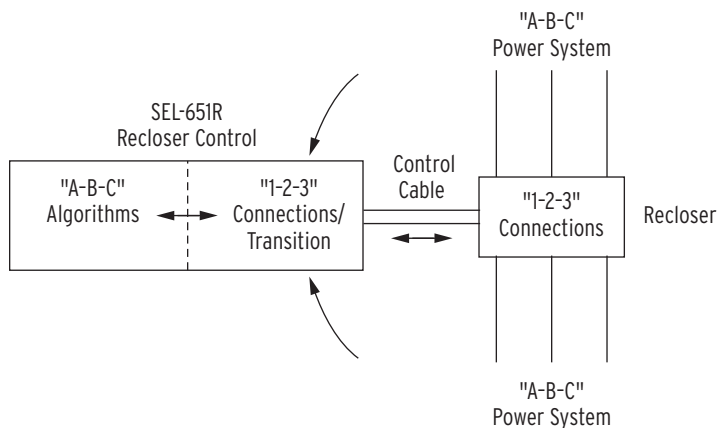 "A-B-C"
Power System
SEL-651R
Recloser Control
"A-B-C"
Algorithms
"1-2-3"
Connections/
Transition
Control
Cable
"1-2-3"
Connections
Recloser
"A-B-C"
Power System